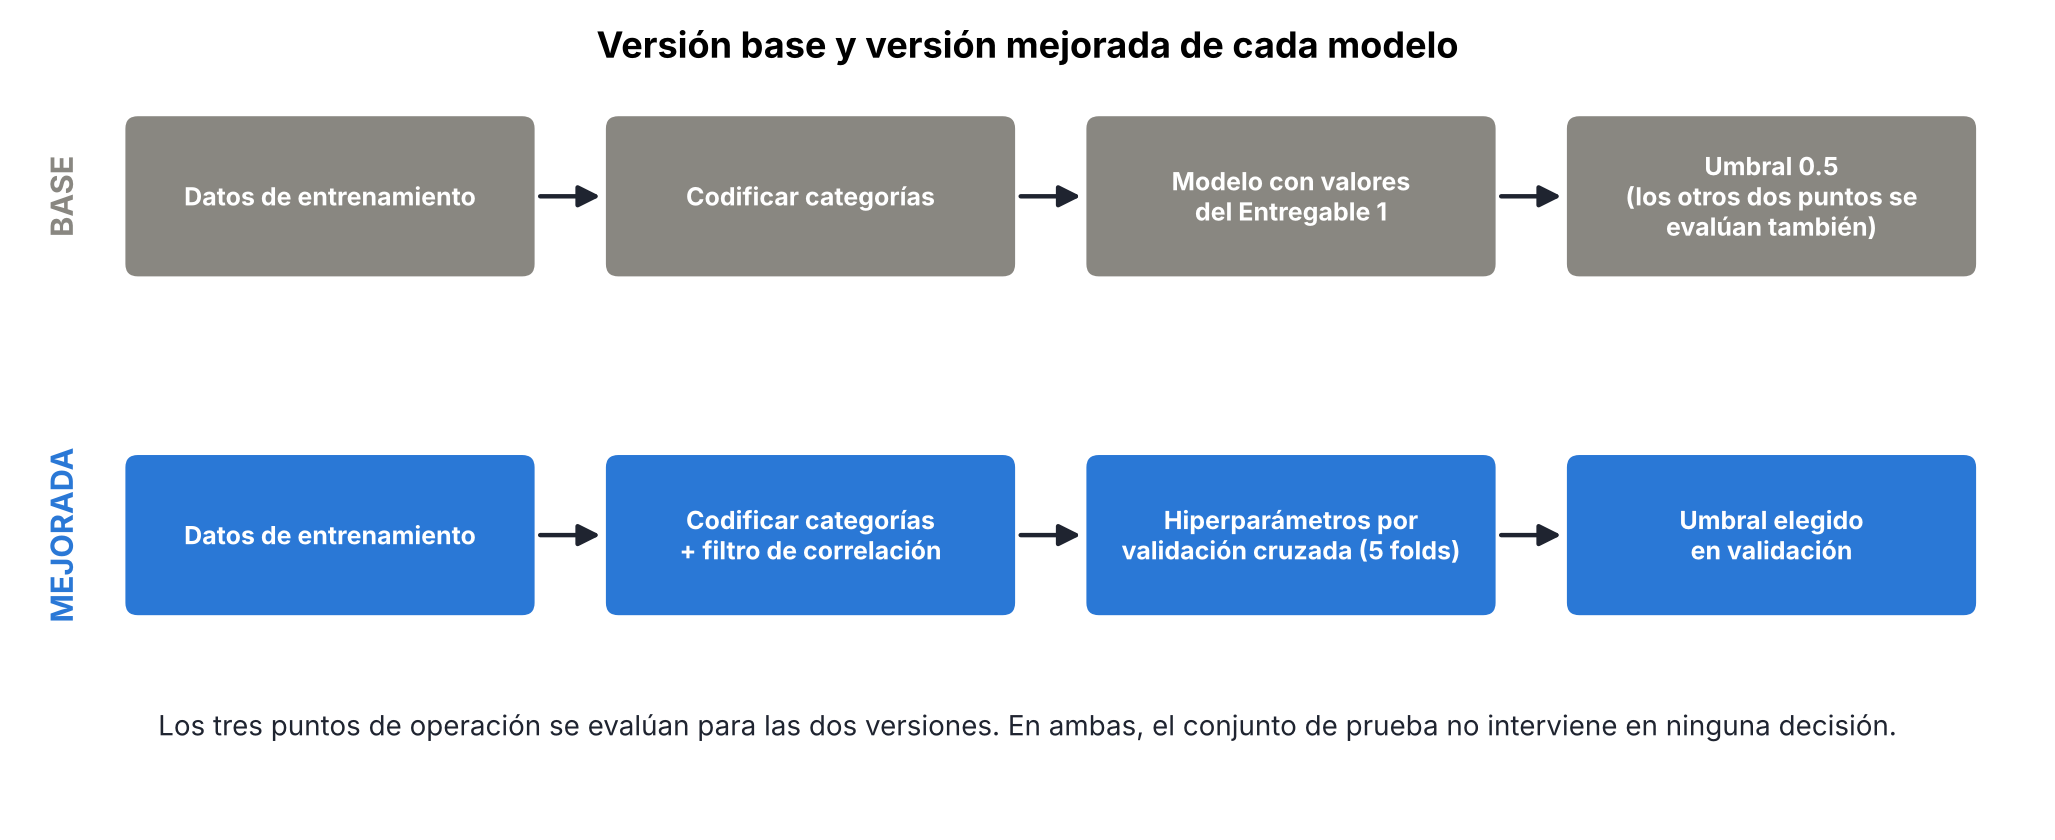 Versión base y versión mejorada de cada modelo
BASE
Datos de entrenamiento
Codificar categorías
Modelo con valores
del Entregable 1
Umbral 0.5
(los otros dos puntos se
evalúan también)
MEJORADA
Datos de entrenamiento
Codificar categorías
+ filtro de correlación
Hiperparámetros por
validación cruzada (5 folds)
Umbral elegido
en validación
Los tres puntos de operación se evalúan para las dos versiones. En ambas, el conjunto de prueba no interviene en ninguna decisión.